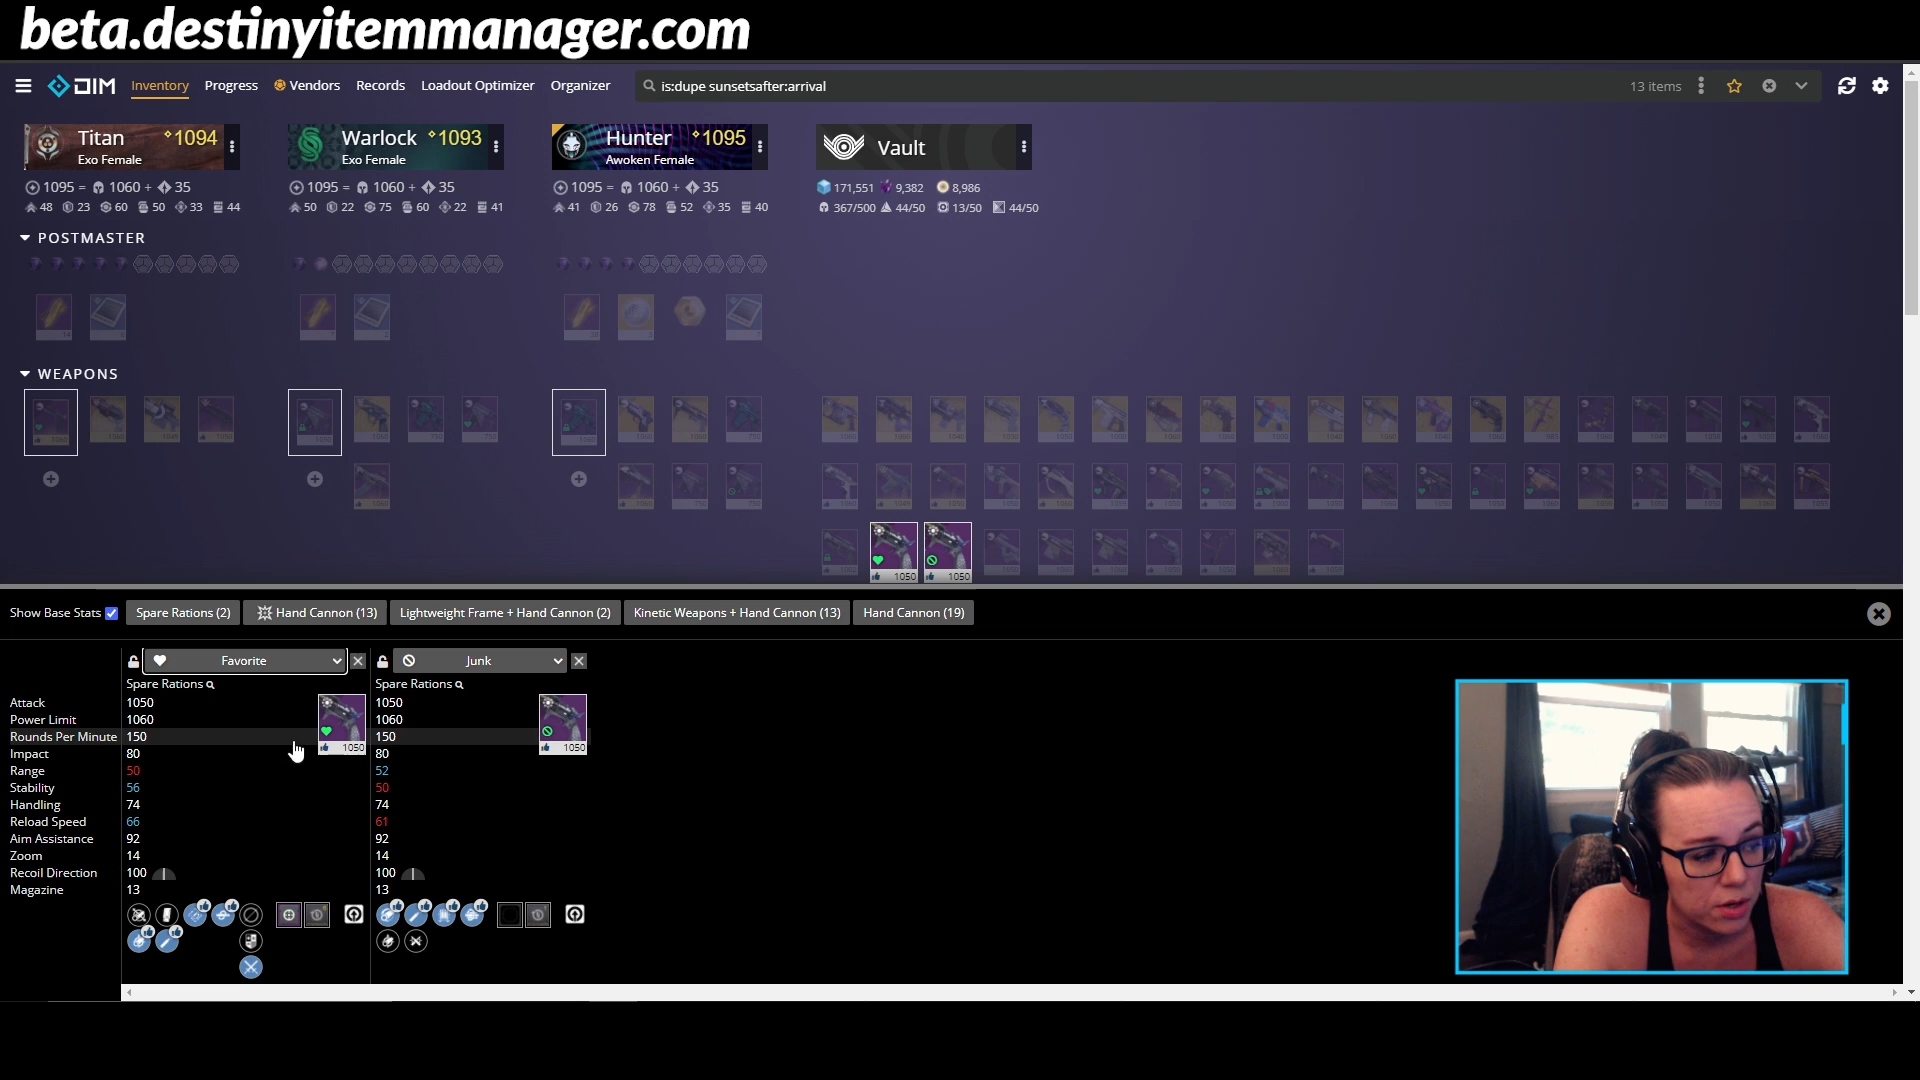 beta.destinyitemmanager.com
DIM Inventory Progress Vendors Records Loadout Optimizer Organizer is:dupe sunsetsafter:arrival 13 items
Titan 1094 Warlock 1093 Hunter 1095 Vault
Exo Female Exo Female Awoken Female
1095 = 1060 + 35 1095 = 1060 + 35 1095 = 1060 + 35 171,551 9,382 8,986
48 23 60 50 33 44 50 22 75 60 22 41 41 26 78 52 35 40 367/500 44/50 13/50 44/50
POSTMASTER
WEAPONS
1050 1050
Show Base Stats Spare Rations (2) Hand Cannon (13) Lightweight Frame + Hand Cannon (2) Kinetic Weapons + Hand Cannon (13) Hand Cannon (19)
Favorite Junk
Spare Rations Spare Rations
Attack 1050 1050
Power Limit 1060 1060
Rounds Per Minute 150 150
1050 1050
Impact 80 80
Range 50 52
Stability 56 50
Handling 74 74
Reload Speed 66 61
Aim Assistance 92 92
Zoom 14 14
Recoil Direction 100 100
Magazine 13 13